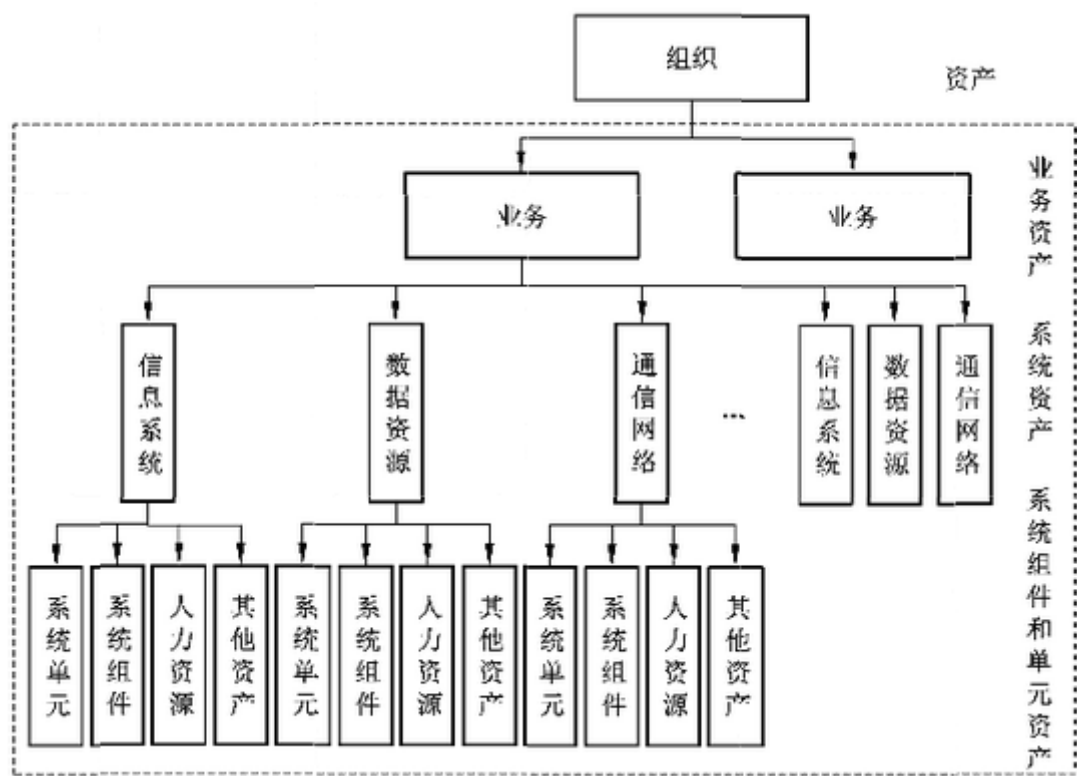 组织
资产
业务
业务
业务资产
信息系统
数据资源
通信网络
...
信息系统
数据资源
通信网络
系统资产
系统单元
系统组件
人力资源
其他资产
系统单元
系统组件
人力资源
其他资产
系统单元
系统组件
人力资源
其他资产
系统组件和单元资产